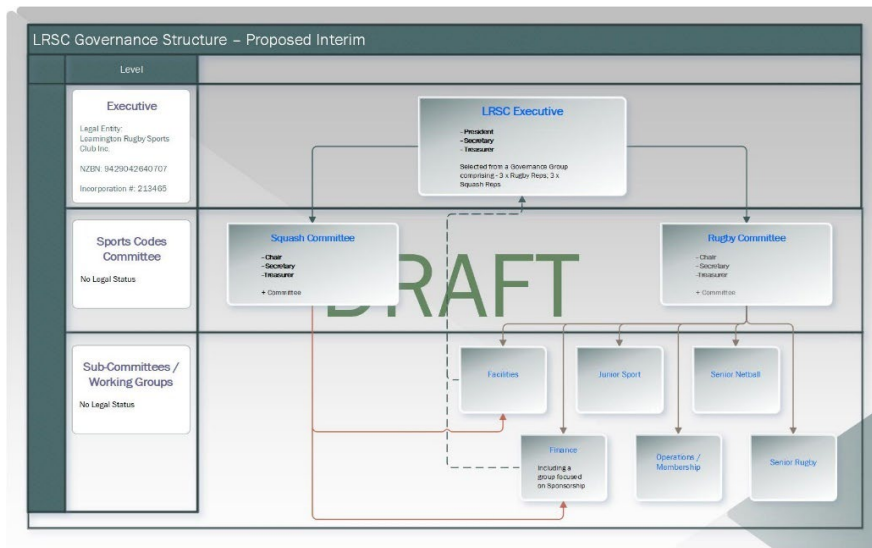 LRSC Governance Structure – Proposed Interim
Level
Executive
Legal Entity:
Leamington Rugby Sports
Club Inc.
NZBN: 9429042640707
Incorporation #: 213465
LRSC Executive
- President
- Secretary
- Treasurer
Selected from a Governance Group
comprising - 3 x Rugby Reps; 3 x
Squash Reps
Sports Codes
Committee
No Legal Status
Squash Committee
- Chair
- Secretary
- Treasurer
+ Committee
Rugby Committee
- Chair
- Secretary
- Treasurer
+ Committee
DRAFT
Sub-Committees /
Working Groups
No Legal Status
Facilities
Junior Sport
Senior Netball
Finance
Including a
group focused
on Sponsorship
Operations /
Membership
Senior Rugby